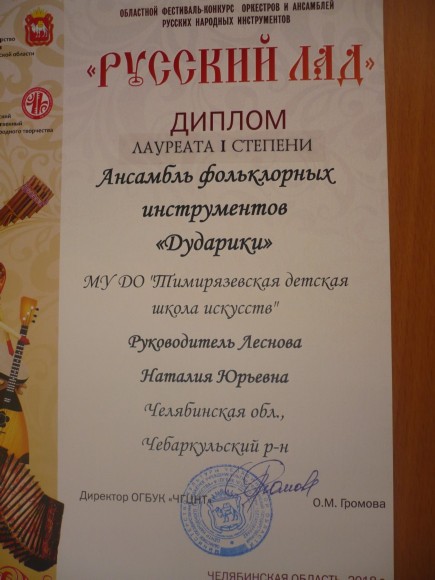 ОБЛАСТНОЙ ФЕСТИВАЛЬ-КОНКУРС ОРКЕСТРОВ И АНСАМБЛЕЙ
РУССКИХ НАРОДНЫХ ИНСТРУМЕНТОВ
«РУССКИЙ ЛАД»
ДИПЛОМ
ЛАУРЕАТА I СТЕПЕНИ
Ансамбль фольклорных
инструментов
«Дударики»
МУ ДО "Тимирязевская детская
школа искусств"
Руководитель Леснова
Наталия Юрьевна
Челябинская обл.,
Чебаркульский р-н
Директор ОГБУК «ЧГЦНТ»
О.М. Громова
ЧЕЛЯБИНСКАЯ ОБЛАСТЬ, 2018 г.